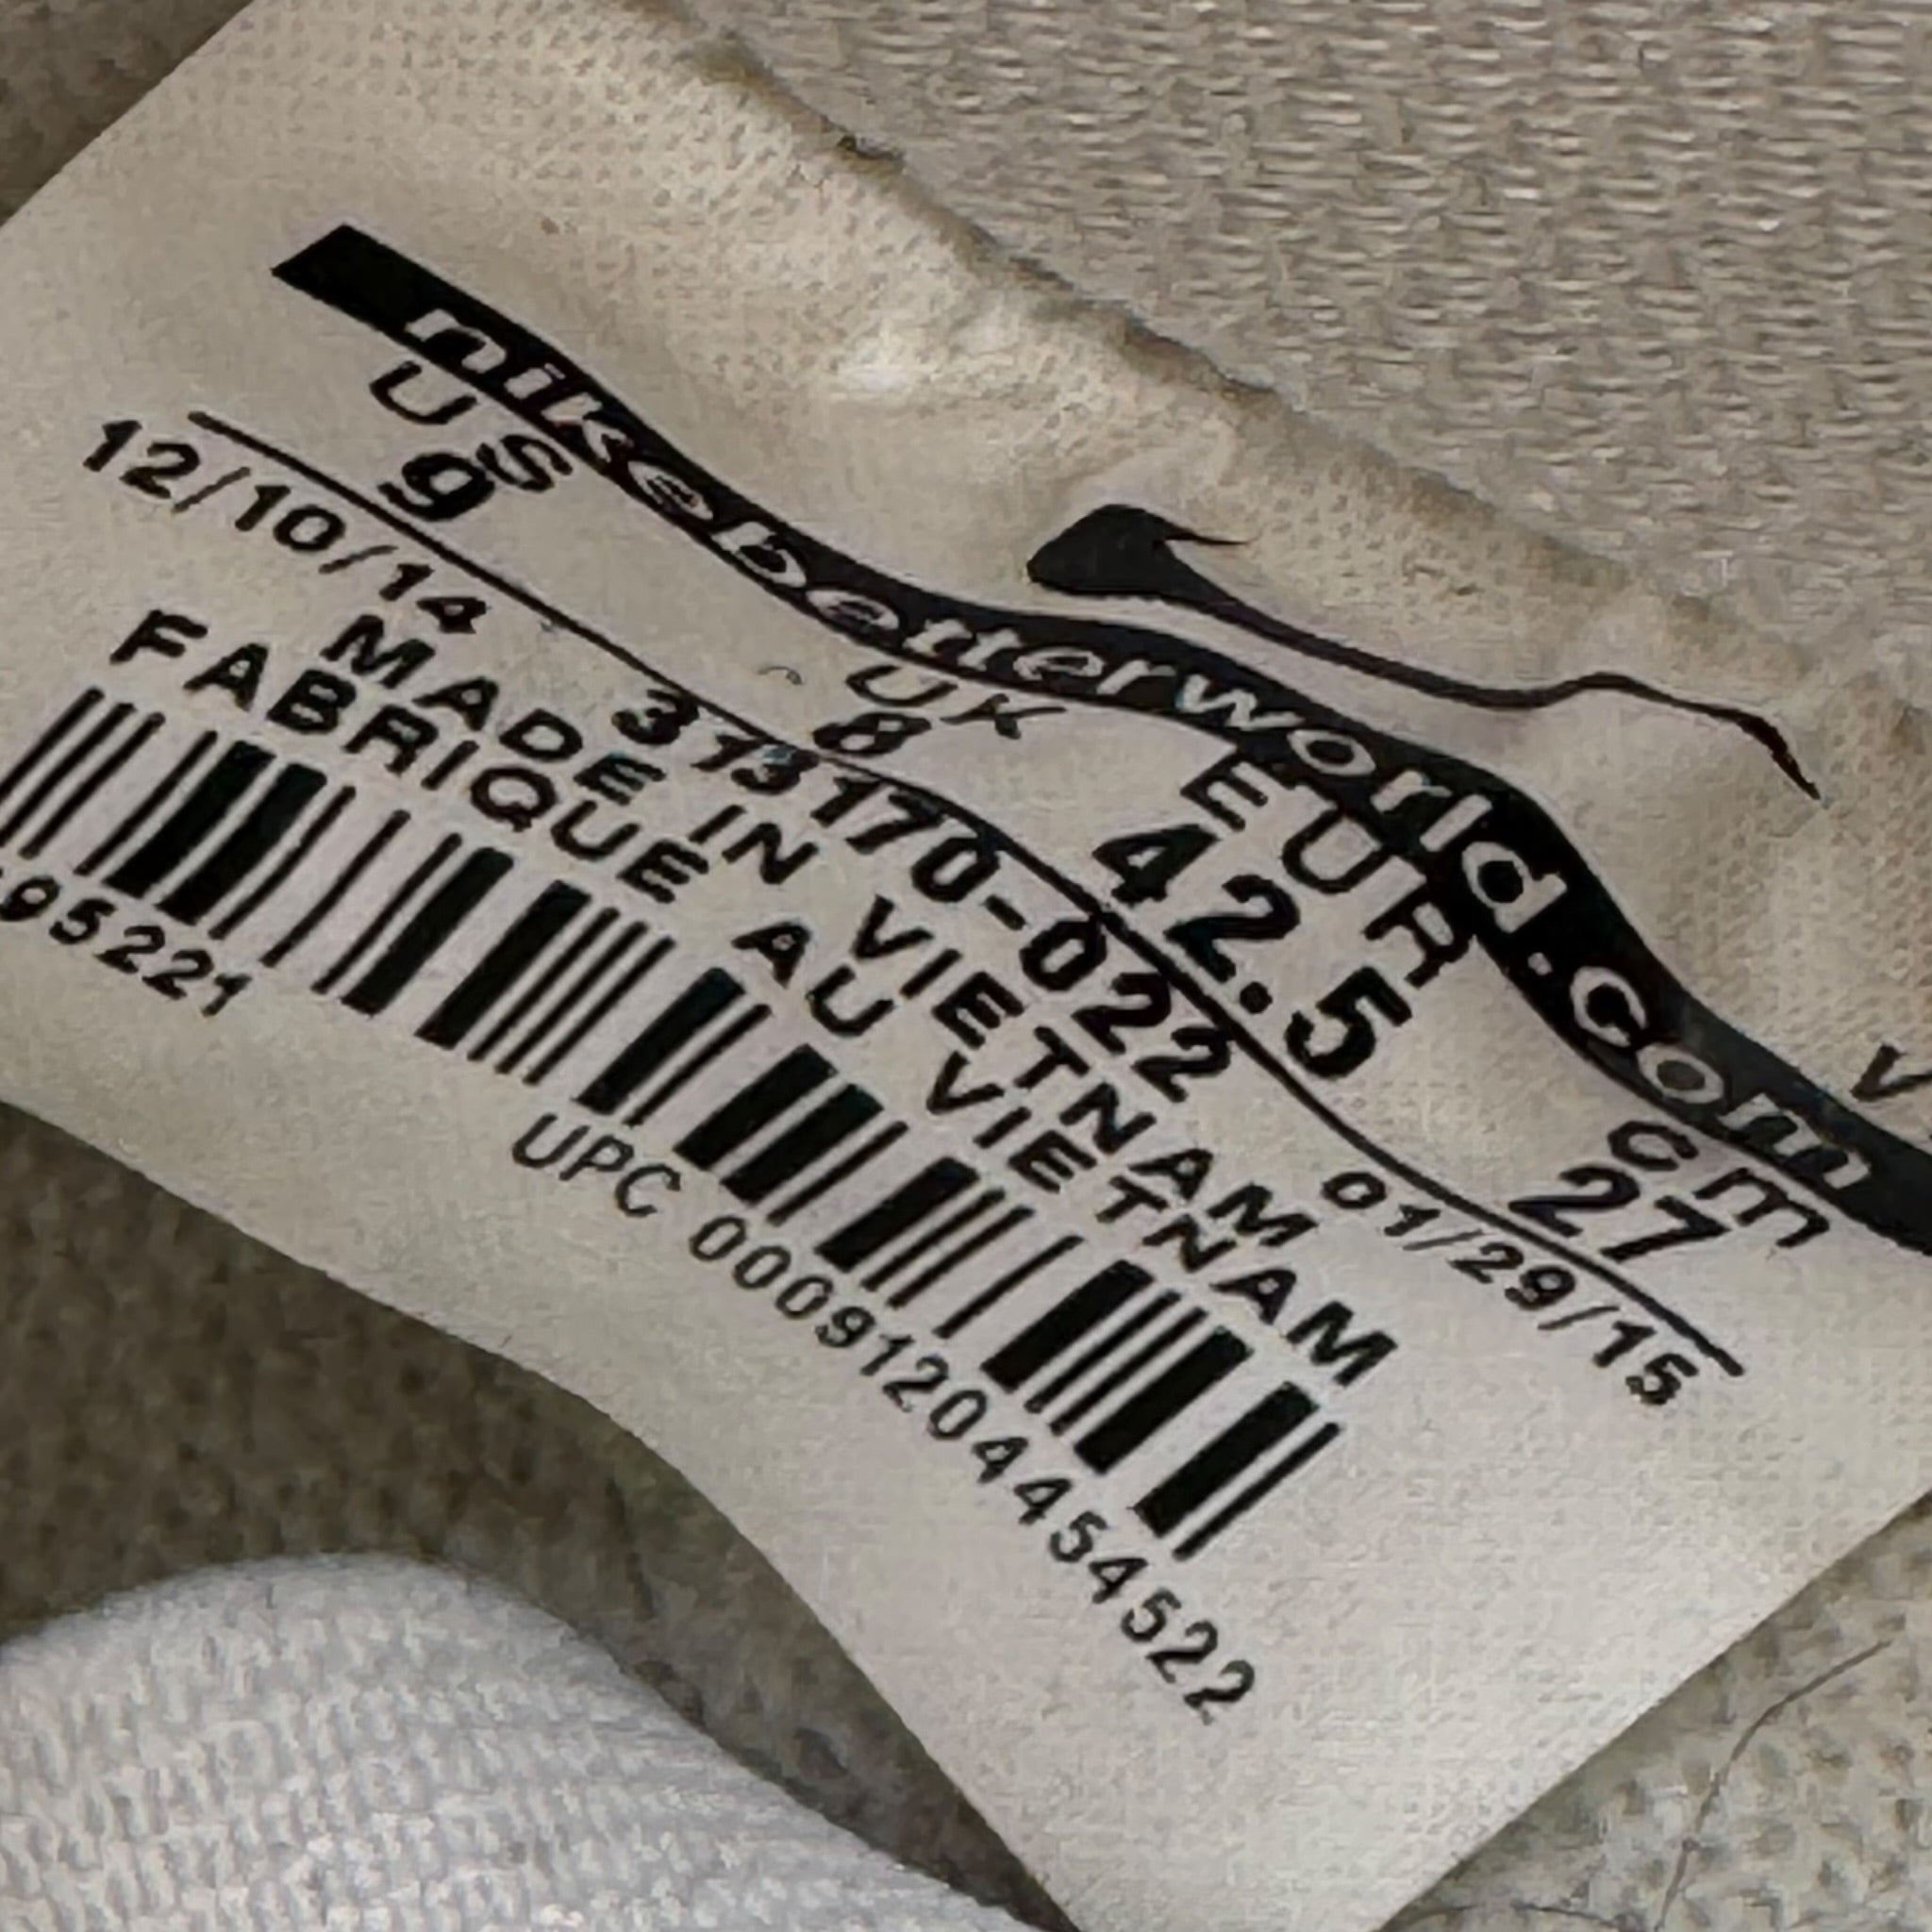 nikebetterworld.com
US UK EUR cm
9 8 42.5 27
12/10/14 313170-022 01/29/15
MADE IN VIETNAM
FABRIQUE AU VIETNAM
95221 UPC 00091204454522